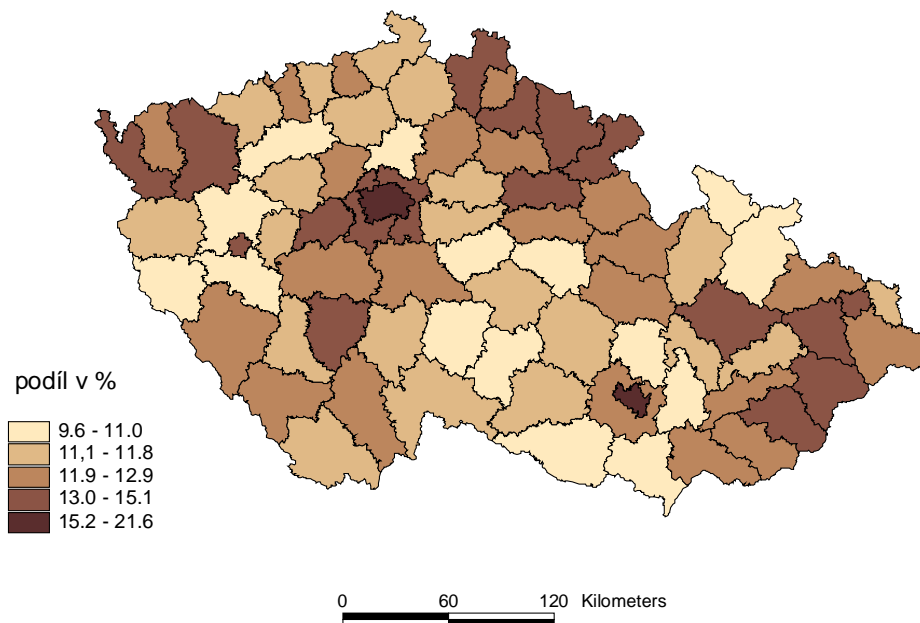 podíl v %
9.6 - 11.0
11,1 - 11.8
11.9 - 12.9
13.0 - 15.1
15.2 - 21.6
0 60 120 Kilometers